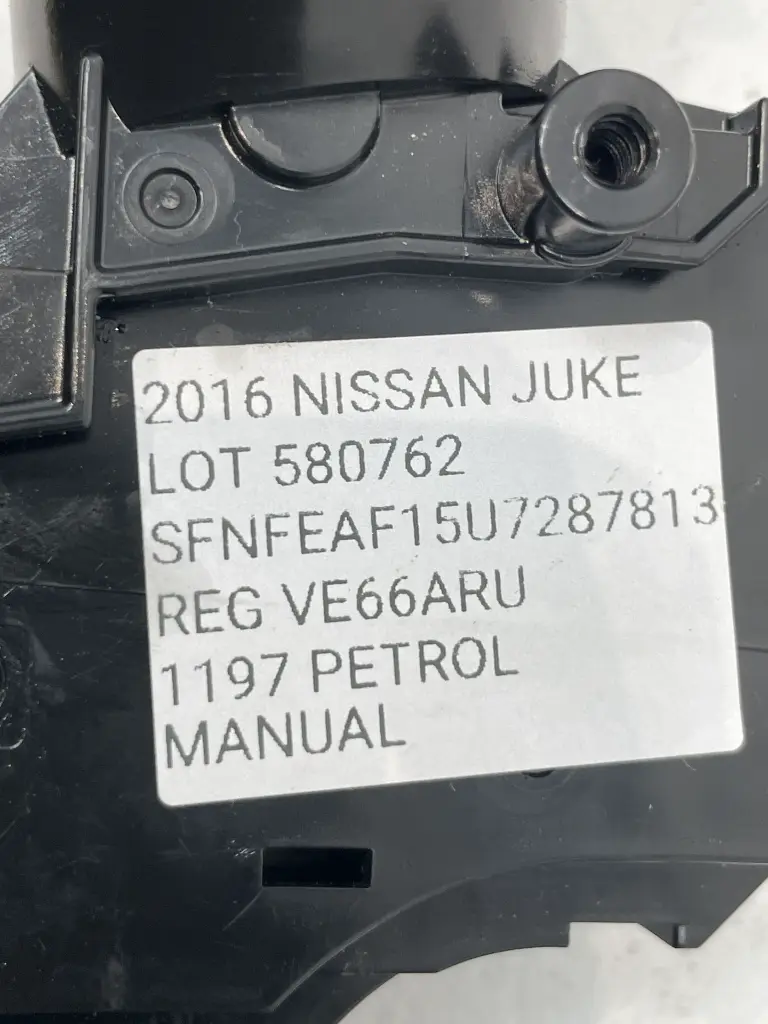 2016 NISSAN JUKE
LOT 580762
SFNFEAF15U7287813
REG VE66ARU
1197 PETROL
MANUAL